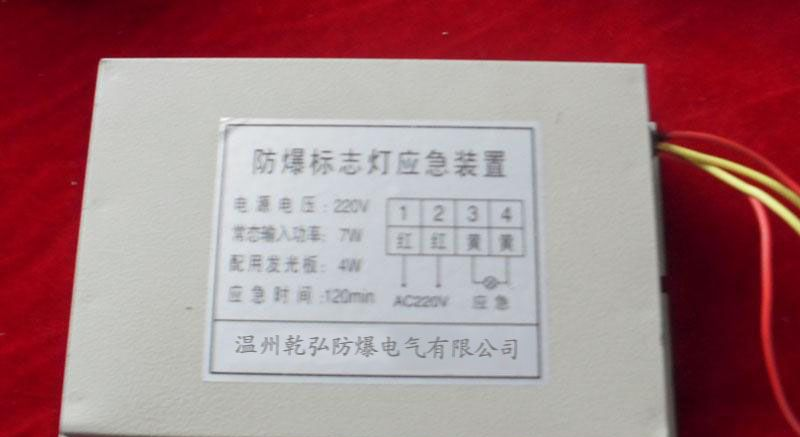 防爆标志灯应急装置
电源电压:220V
常态输入功率:7W
配用发光板:4W
应急时间:120min
1 2 3 4
红 红 黄 黄
AC220V 应急
温州乾弘防爆电气有限公司